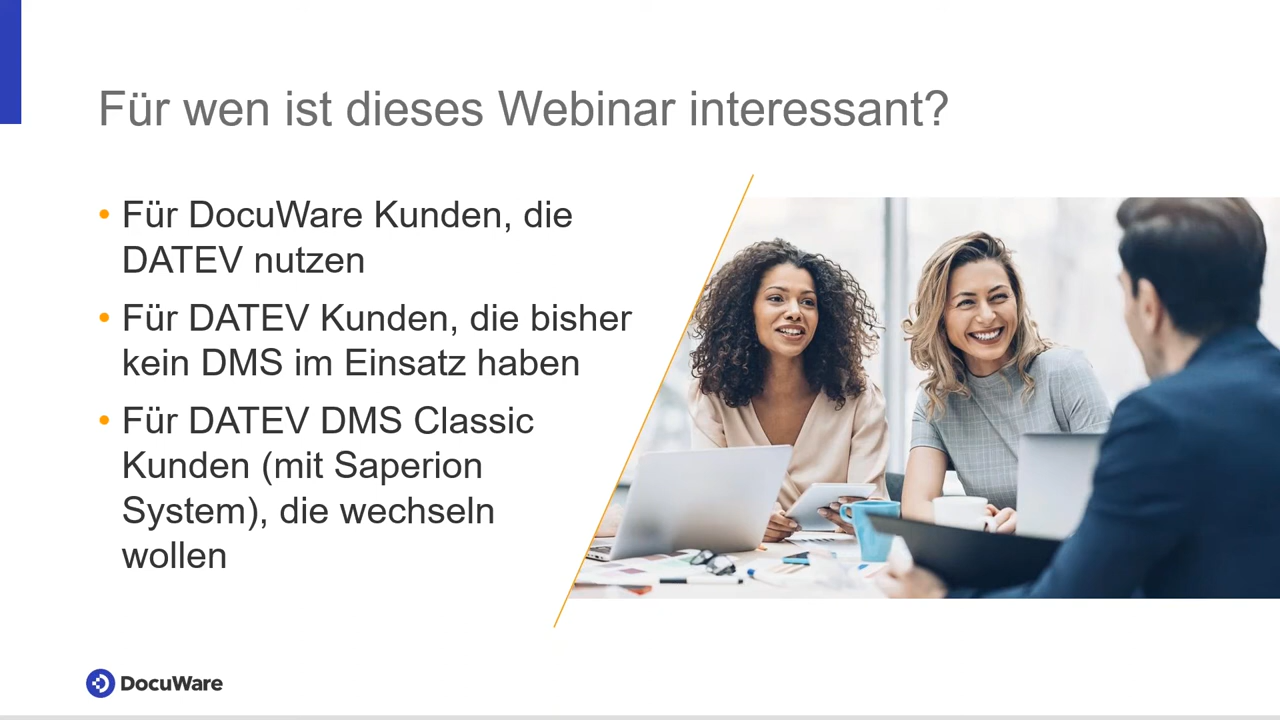 Für wen ist dieses Webinar interessant?
• Für DocuWare Kunden, die
DATEV nutzen
• Für DATEV Kunden, die bisher
kein DMS im Einsatz haben
• Für DATEV DMS Classic
Kunden (mit Saperion
System), die wechseln
wollen
DocuWare